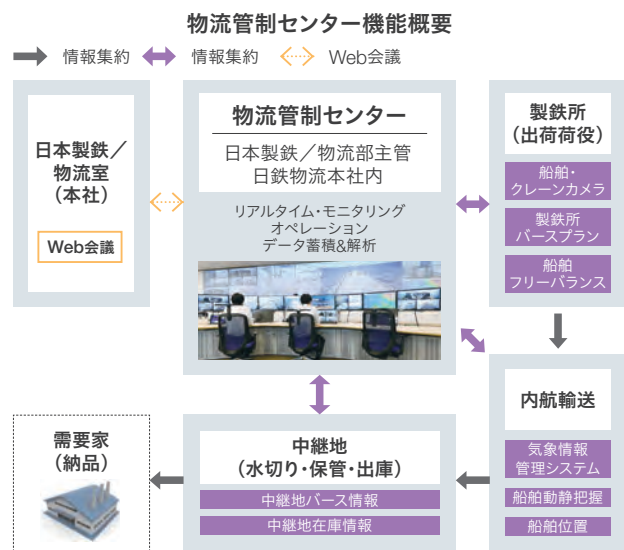 物流管制センター機能概要
情報集約
情報集約
Web会議
日本製鉄／
物流室
（本社）
Web会議
物流管制センター
日本製鉄／物流部主管
日鉄物流本社内
リアルタイム・モニタリング
オペレーション
データ蓄積&解析
製鉄所
（出荷荷役）
船舶・
クレーンカメラ
製鉄所
バースプラン
船舶
フリーバランス
内航輸送
気象情報
管理システム
船舶動静把握
船舶位置
中継地
（水切り・保管・出庫）
中継地バース情報
中継地在庫情報
需要家
（納品）